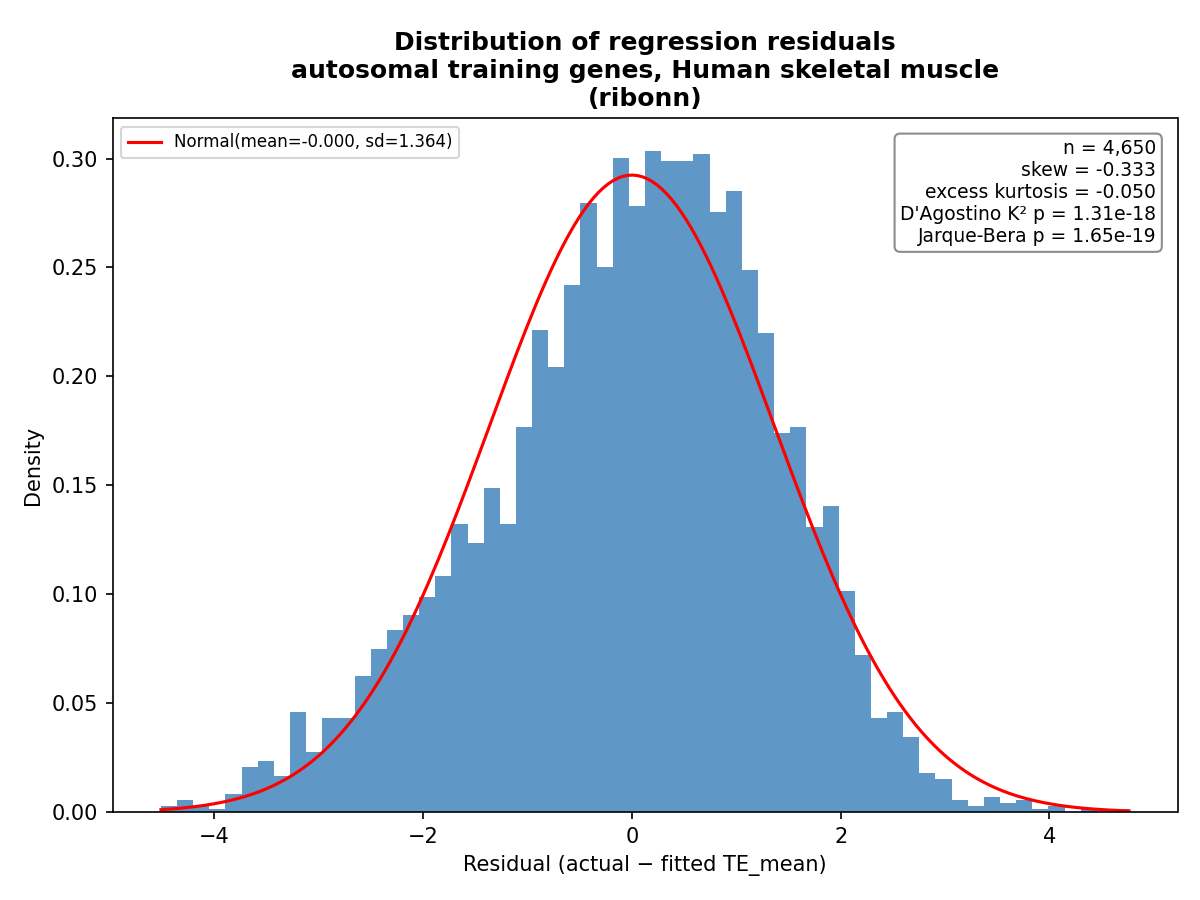 Distribution of regression residuals
autosomal training genes, Human skeletal muscle
(ribonn)
Normal(mean=-0.000, sd=1.364)
n = 4,650
skew = -0.333
excess kurtosis = -0.050
D'Agostino K² p = 1.31e-18
Jarque-Bera p = 1.65e-19
Density
0.30
0.25
0.20
0.15
0.10
0.05
0.00
−4
−2
0
2
4
Residual (actual − fitted TE_mean)